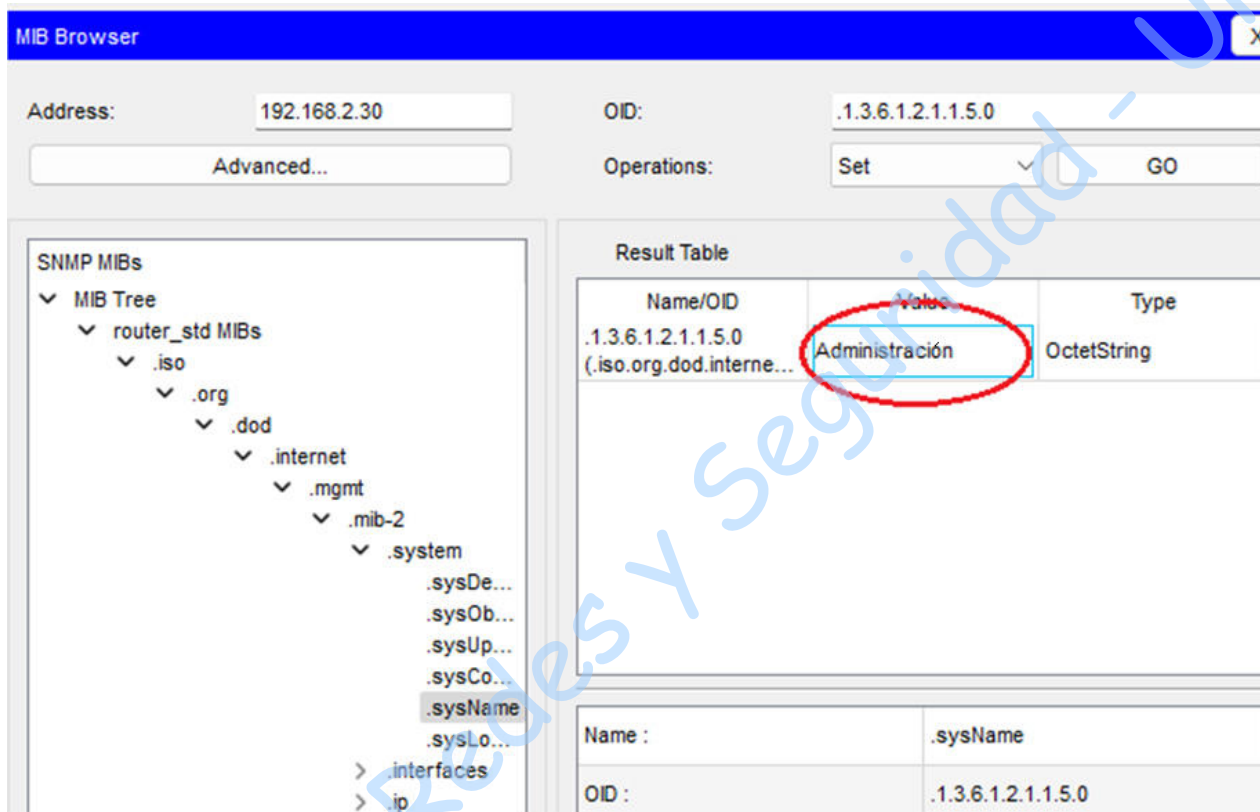 MIB Browser
X
Address: 192.168.2.30 OID: .1.3.6.1.2.1.1.5.0
Advanced... Operations: Set GO
SNMP MIBs
MIB Tree
router_std MIBs
.iso
.org
.dod
.internet
.mgmt
.mib-2
.system
.sysDe...
.sysOb...
.sysUp...
.sysCo...
.sysName
.sysLo...
.interfaces
.ip
Result Table
Name/OID Value Type
.1.3.6.1.2.1.1.5.0
(.iso.org.dod.interne... Administración OctetString
Name : .sysName
OID : .1.3.6.1.2.1.1.5.0
Redes y Seguridad -